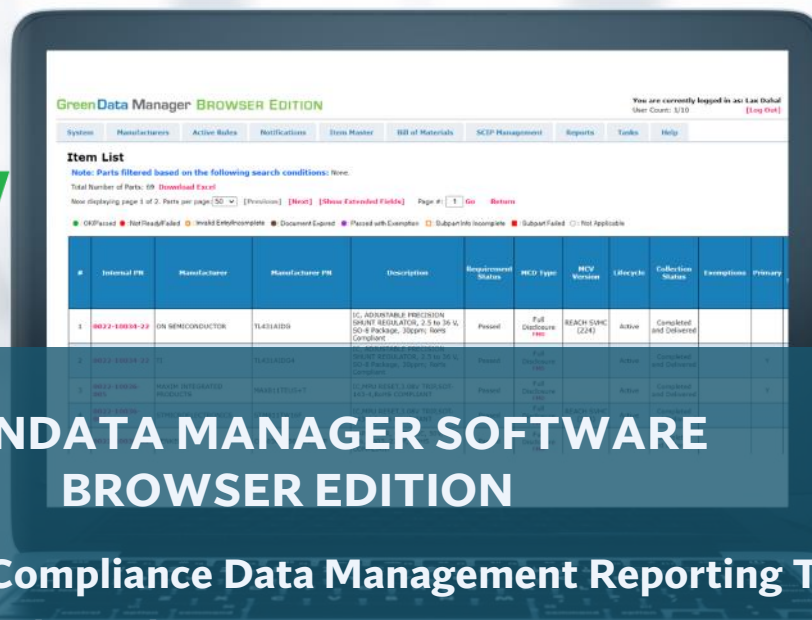 GreenData Manager BROWSER EDITION
You are currently logged in as: Lax Dahal
User Count: 1/10 [Log Out]
System Manufacturers Active Rules Notifications Item Master Bill of Materials SCIP Management Reports Tasks Help
Item List
Note: Parts filtered based on the following search conditions: None.
Total Number of Parts: 69 Download Excel
Now displaying page 1 of 2. Parts per page: 50 [Previous] [Next] [Show Extended Fields] Page #: 1 Go Return
OK/Passed Not Ready/Failed Invalid Entry/Incomplete Document Expired Passed with Exemption Subpart Info Incomplete Subpart Failed Not Applicable
# Internal PN Manufacturer Manufacturer PN Description Requirement Status MCD Type MCV Version Lifecycle Collection Status Exemptions Primary
1 0022-10034-22 ON SEMICONDUCTOR TL431AIDG IC, ADJUSTABLE PRECISION SHUNT REGULATOR, 2.5 to 36 V, SO-8 Package, 30ppm; RoHS Compliant Passed Full Disclosure FMD REACH SVHC (224) Active Completed and Delivered
NDATA MANAGER SOFTWARE
BROWSER EDITION
Compliance Data Management Reporting T